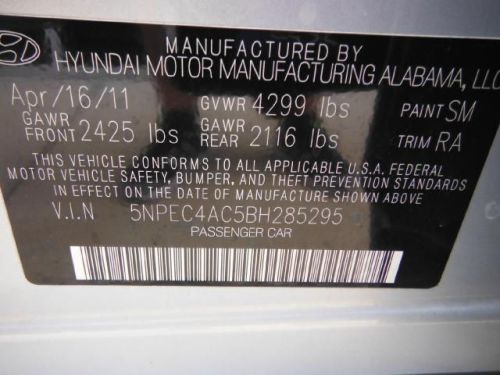 MANUFACTURED BY
HYUNDAI MOTOR MANUFACTURING ALABAMA, LLC
Apr/16/11 GVWR 4299 lbs PAINT SM
GAWR FRONT 2425 lbs GAWR REAR 2116 lbs TRIM RA
THIS VEHICLE CONFORMS TO ALL APPLICABLE U.S.A. FEDERAL
MOTOR VEHICLE SAFETY, BUMPER, AND THEFT PREVENTION STANDARDS
IN EFFECT ON THE DATE OF MANUFACTURE SHOWN ABOVE.
V.I.N 5NPEC4AC5BH285295
PASSENGER CAR